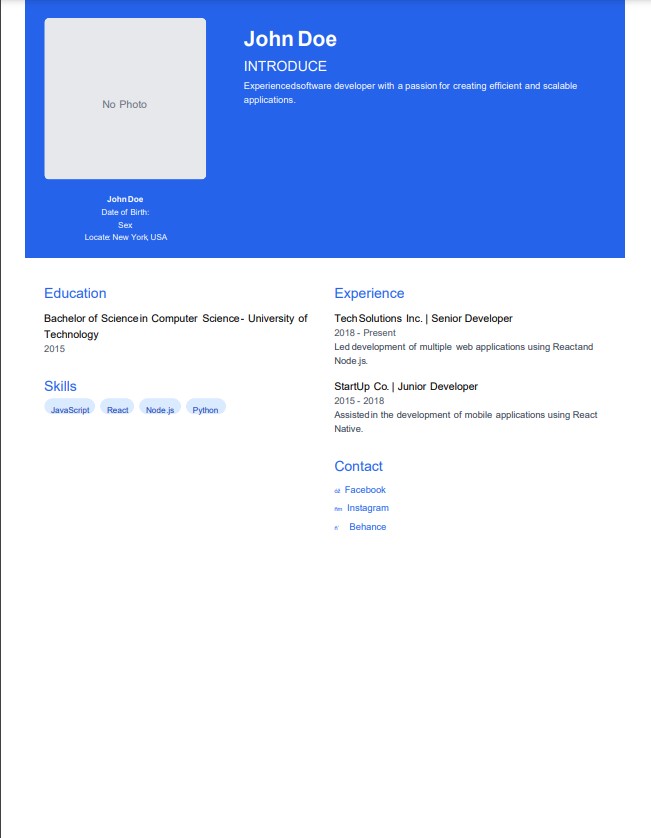 No Photo
John Doe
Date of Birth:
Sex
Locate: New York, USA
John Doe
INTRODUCE
Experiencedsoftware developer with a passion for creating efficient and scalable
applications.
Education
Bachelor of Science in Computer Science - University of
Technology
2015
Skills
JavaScript
React
Node.js
Python
Experience
TechSolutions Inc. | Senior Developer
2018 - Present
Led development of multiple web applications using React and
Node.js.
StartUp Co. | Junior Developer
2015 - 2018
Assisted in the development of mobile applications using React
Native.
Contact
Facebook
Instagram
Behance